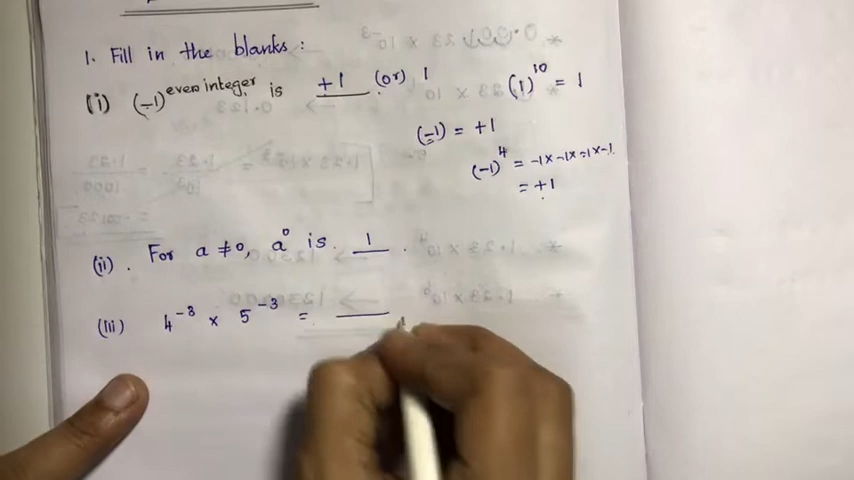 1. Fill in the blanks:
(i) (-1)^even integer is +1 (or) 1
(1)^10 = 1
(-1) = +1
(-1)^4 = -1 x -1 x -1 x -1
= +1
(ii). For a ≠ 0, a^0 is 1 .
(iii) 4^-3 x 5^-3 = ____